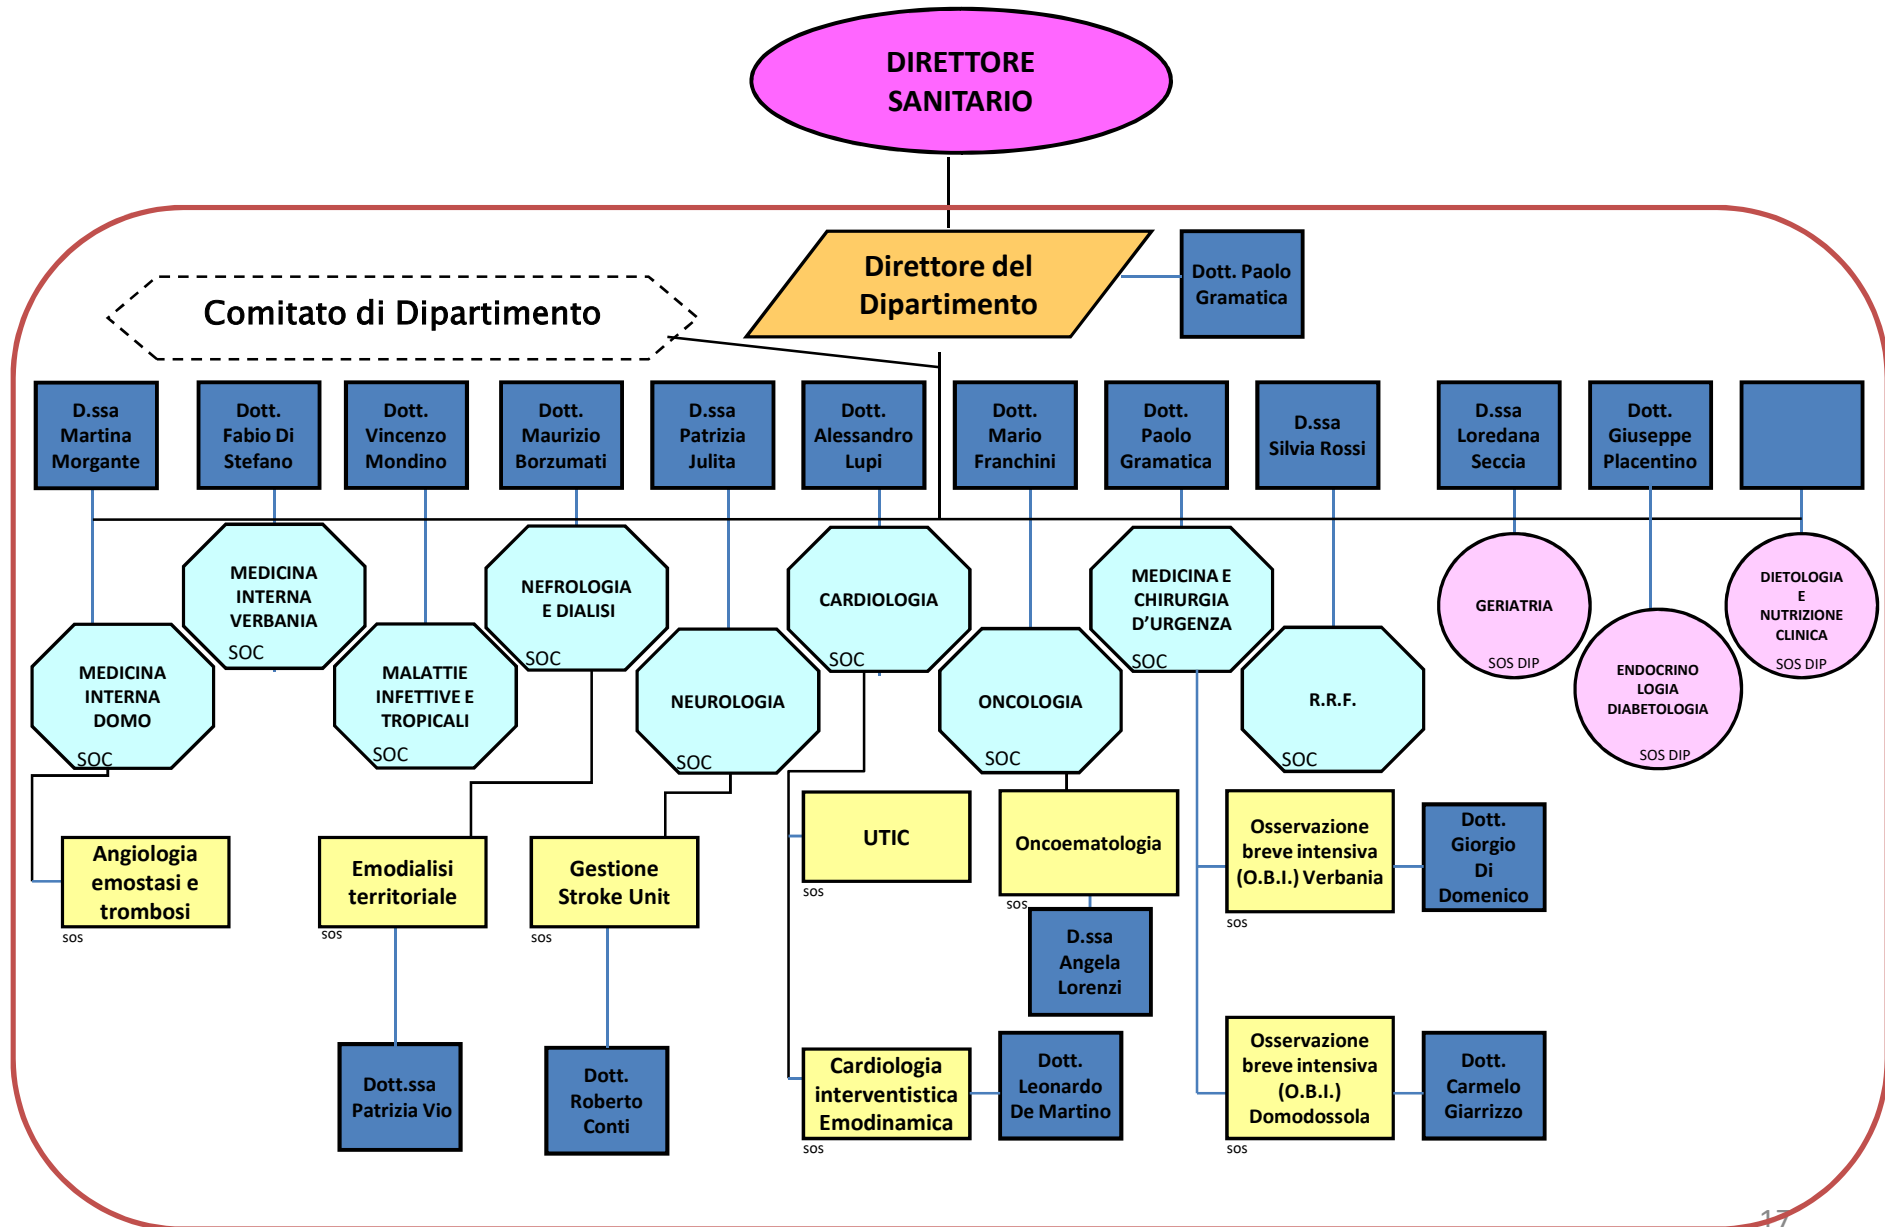 DIRETTORE
SANITARIO
Direttore del
Dipartimento
Dott. Paolo
Gramatica
Comitato di Dipartimento
D.ssa
Martina
Morgante
Dott.
Fabio Di
Stefano
Dott.
Vincenzo
Mondino
Dott.
Maurizio
Borzumati
D.ssa
Patrizia
Julita
Dott.
Alessandro
Lupi
Dott.
Mario
Franchini
Dott.
Paolo
Gramatica
D.ssa
Silvia Rossi
D.ssa
Loredana
Seccia
Dott.
Giuseppe
Placentino
MEDICINA
INTERNA
DOMO
SOC
MEDICINA
INTERNA
VERBANIA
SOC
MALATTIE
INFETTIVE E
TROPICALI
SOC
NEFROLOGIA
E DIALISI
SOC
NEUROLOGIA
SOC
CARDIOLOGIA
SOC
ONCOLOGIA
SOC
MEDICINA E
CHIRURGIA
D'URGENZA
SOC
R.R.F.
SOC
GERIATRIA
SOS DIP
ENDOCRINO
LOGIA
DIABETOLOGIA
SOS DIP
DIETOLOGIA
E
NUTRIZIONE
CLINICA
SOS DIP
Angiologia
emostasi e
trombosi
sos
Emodialisi
territoriale
sos
Gestione
Stroke Unit
sos
UTIC
sos
Oncoematologia
sos
Osservazione
breve intensiva
(O.B.I.) Verbania
sos
Dott.
Giorgio
Di
Domenico
D.ssa
Angela
Lorenzi
Dott.ssa
Patrizia Vio
Dott.
Roberto
Conti
Cardiologia
interventistica
Emodinamica
sos
Dott.
Leonardo
De Martino
Osservazione
breve intensiva
(O.B.I.)
Domodossola
sos
Dott.
Carmelo
Giarrizzo
17